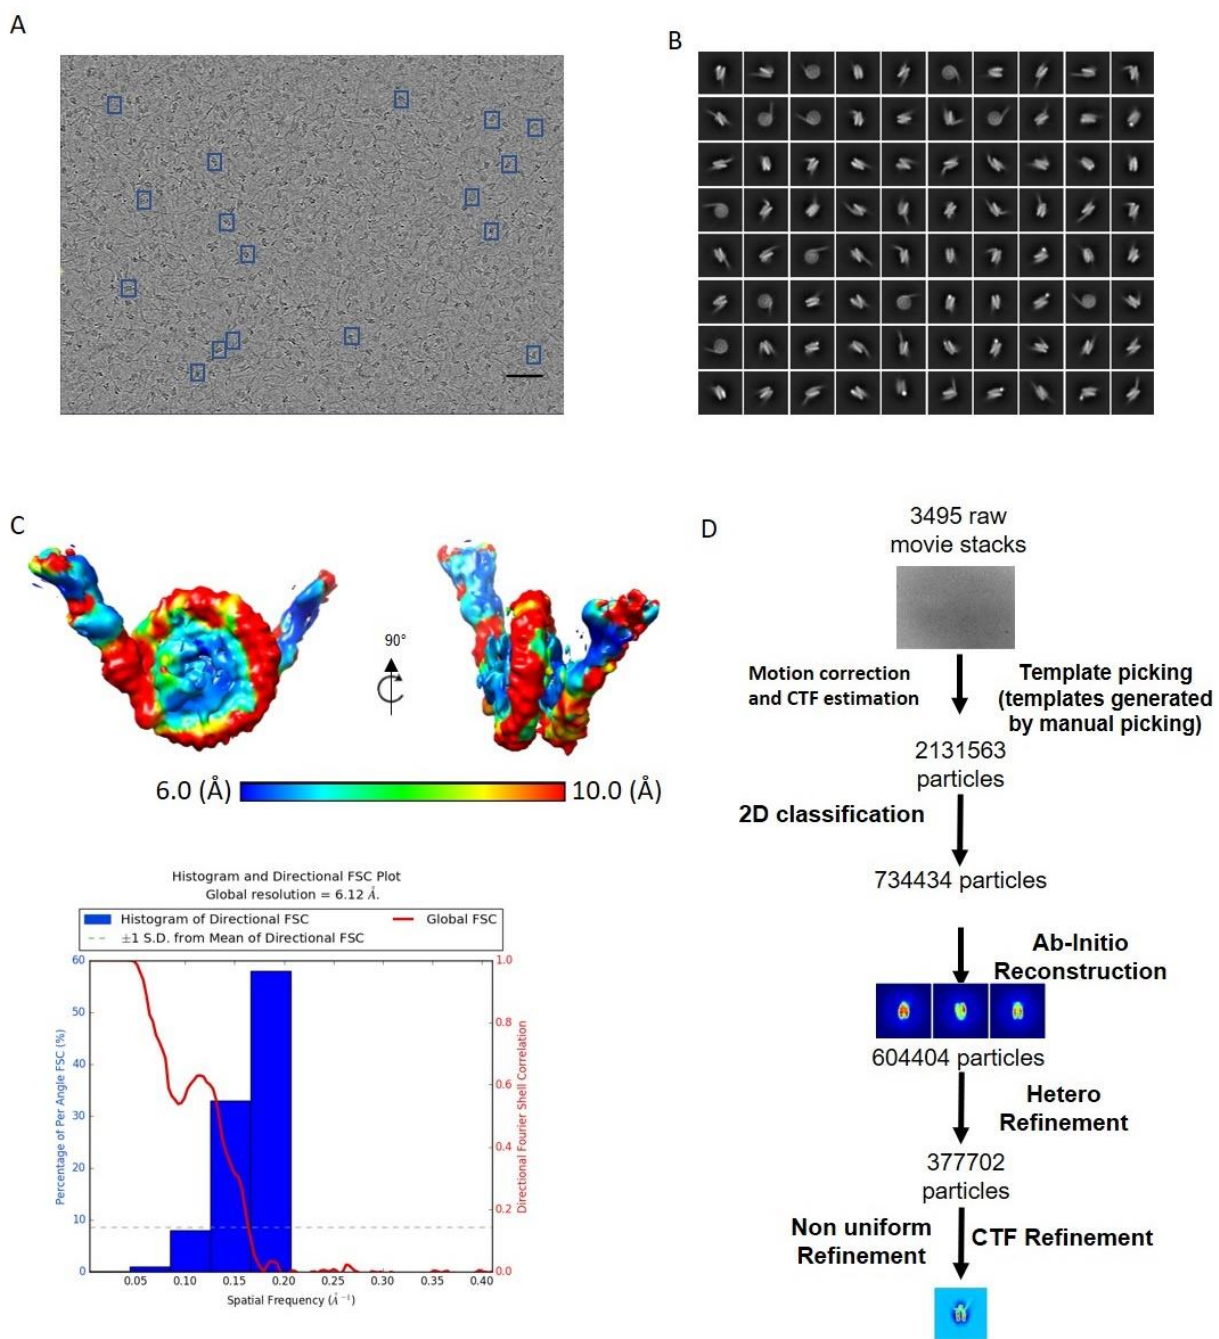 A
B
C
90°
6.0 (Å)
10.0 (Å)
Histogram and Directional FSC Plot
Global resolution = 6.12 Å.
Histogram of Directional FSC
Global FSC
±1 S.D. from Mean of Directional FSC
Percentage of Per Angle FSC (%)
60
50
40
30
20
10
0
0.05
0.10
0.15
0.20
0.25
0.30
0.35
0.40
Spatial Frequency (Å⁻¹)
1.0
0.8
0.6
0.4
0.2
0.0
Directional Fourier Shell Correlation
D
3495 raw
movie stacks
Motion correction
and CTF estimation
Template picking
(templates generated
by manual picking)
2131563
particles
2D classification
734434 particles
Ab-Initio
Reconstruction
604404 particles
Hetero
Refinement
377702
particles
Non uniform
Refinement
CTF Refinement